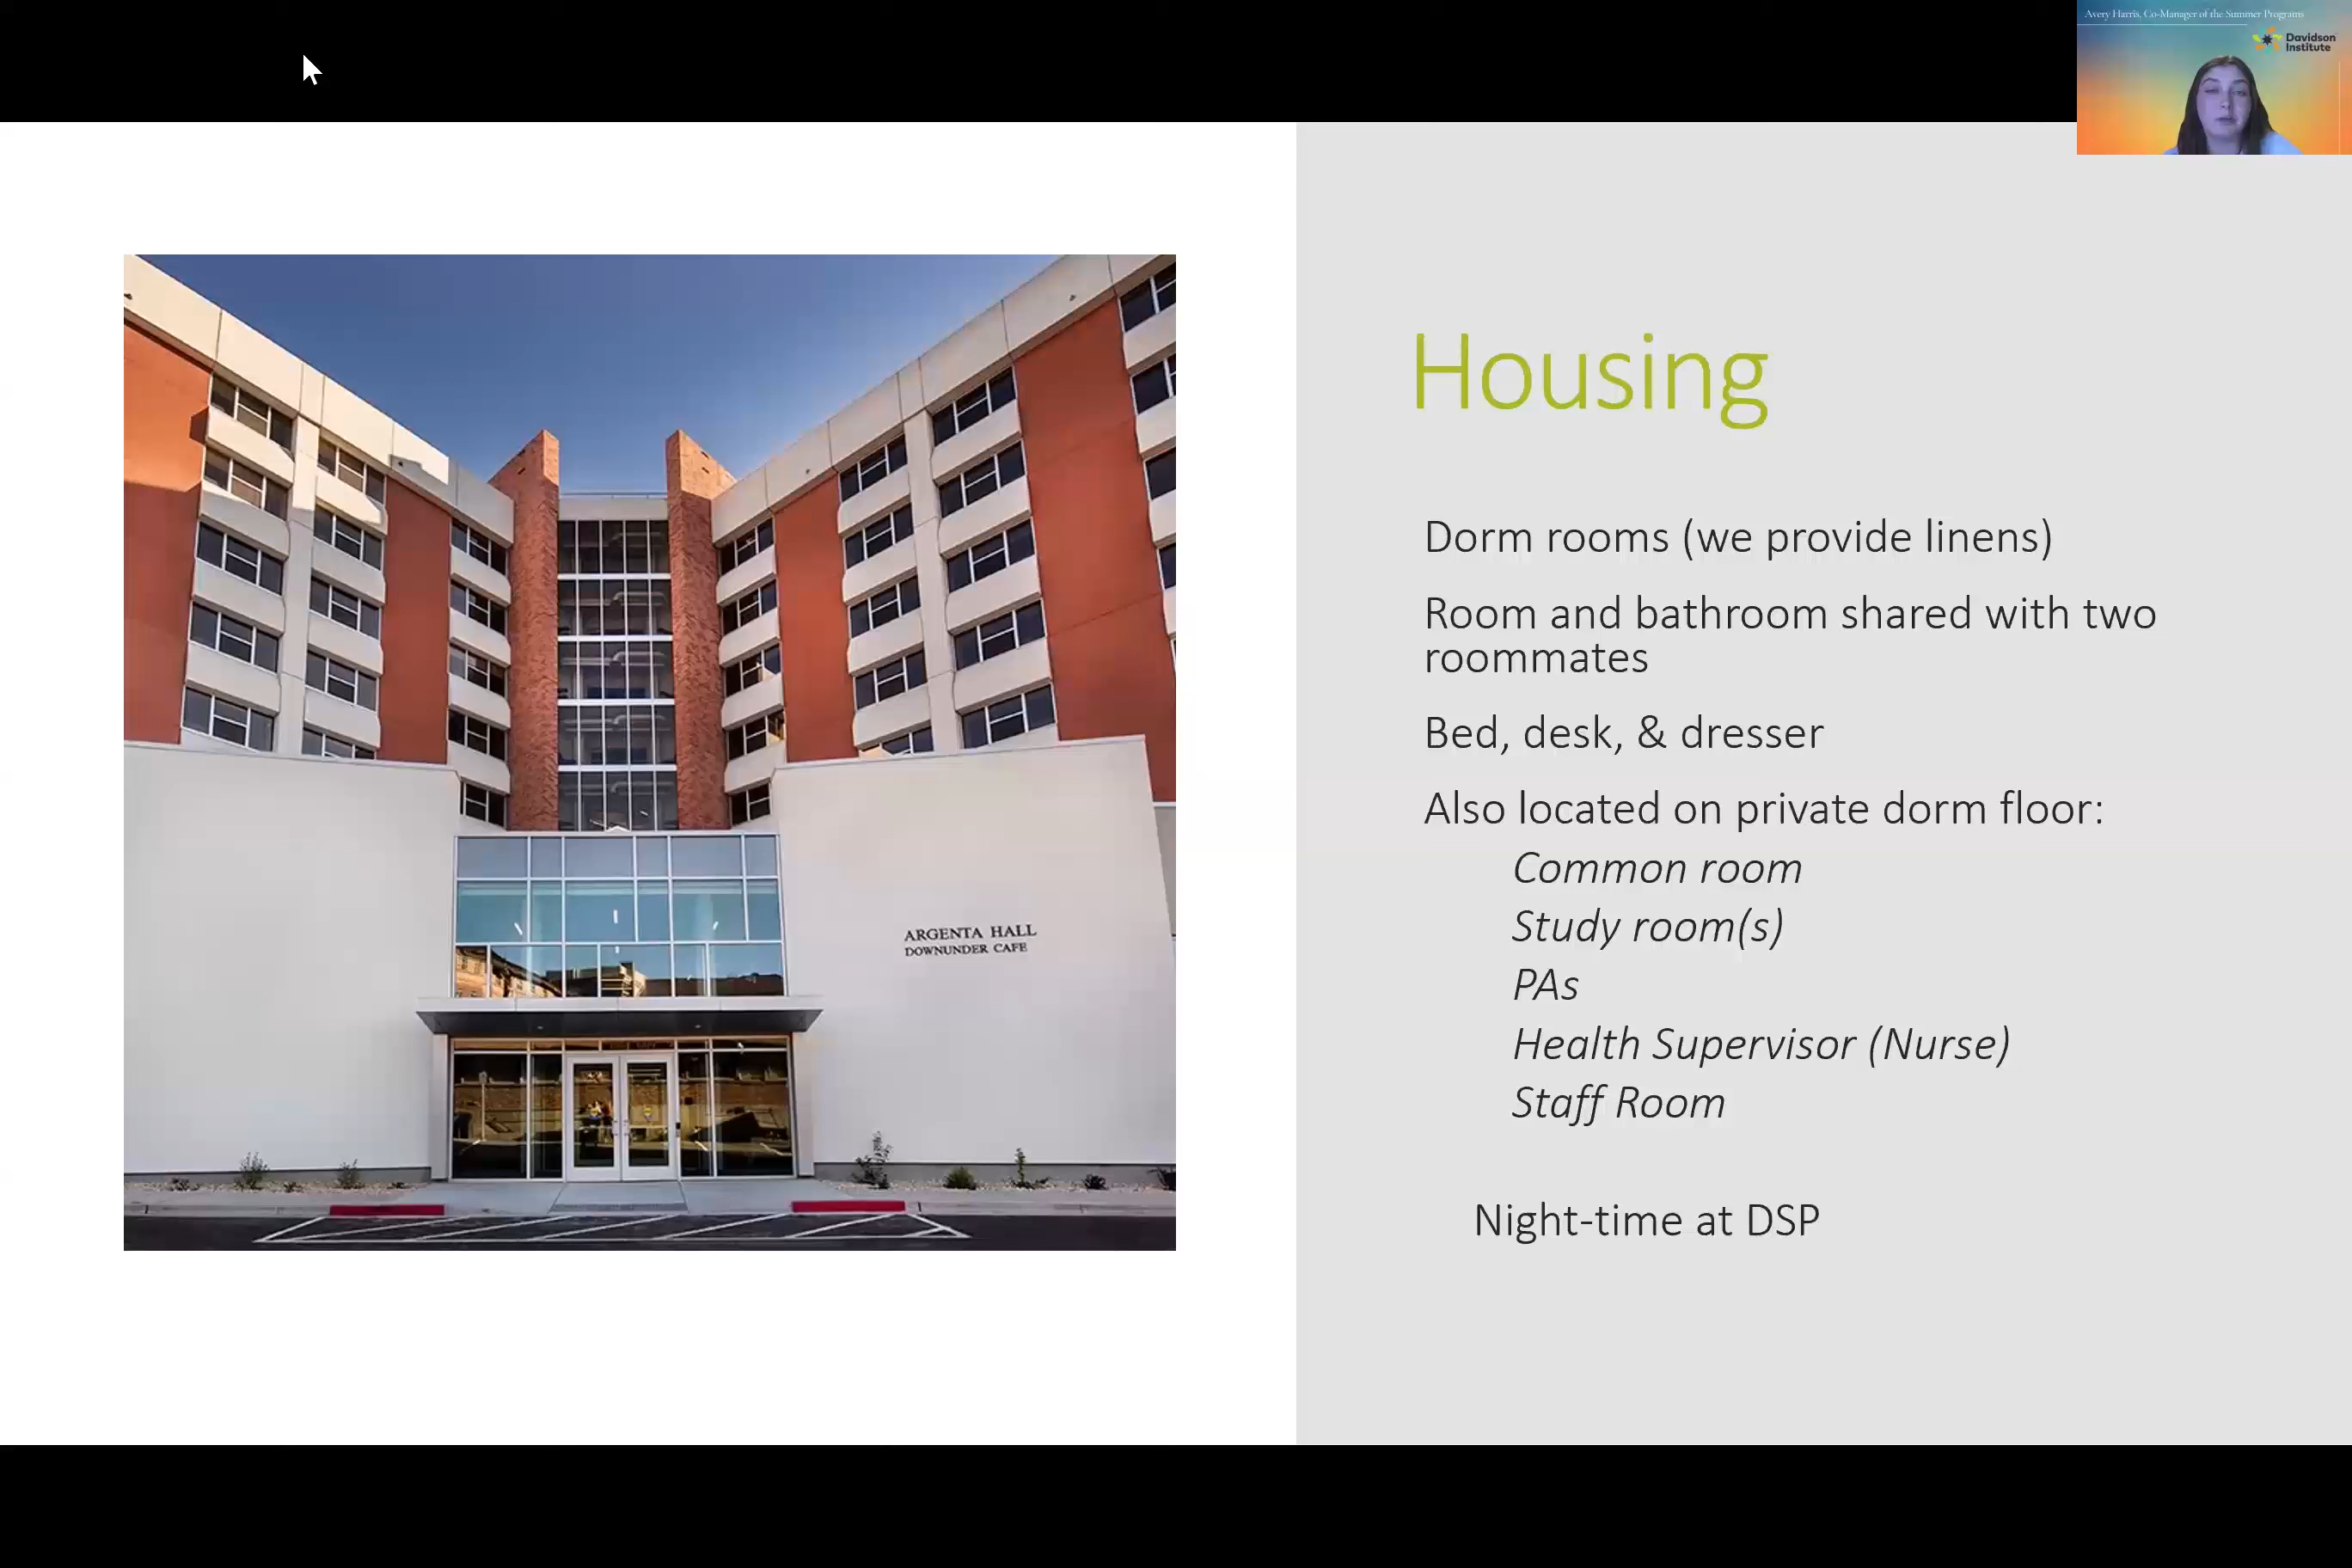 Avery Harris, Co-Manager of the Summer Programs
Davidson
Institute
Housing
Dorm rooms (we provide linens)
Room and bathroom shared with two
roommates
Bed, desk, & dresser
Also located on private dorm floor:
Common room
Study room(s)
PAs
Health Supervisor (Nurse)
Staff Room
Night-time at DSP
ARGENTA HALL
DOWNUNDER CAFE